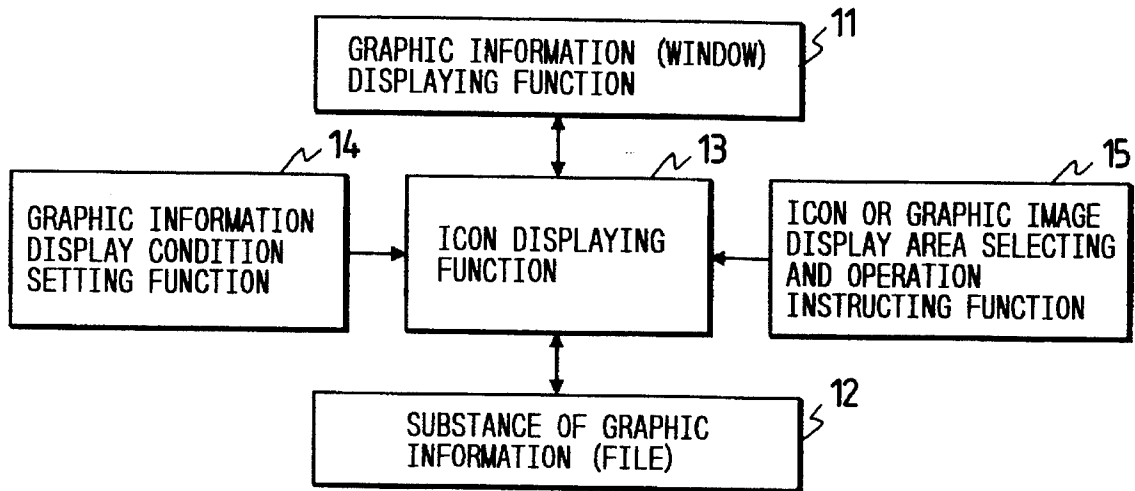 11
GRAPHIC INFORMATION (WINDOW)
DISPLAYING FUNCTION
14
GRAPHIC INFORMATION
DISPLAY CONDITION
SETTING FUNCTION
13
ICON DISPLAYING
FUNCTION
15
ICON OR GRAPHIC IMAGE
DISPLAY AREA SELECTING
AND OPERATION
INSTRUCTING FUNCTION
12
SUBSTANCE OF GRAPHIC
INFORMATION (FILE)